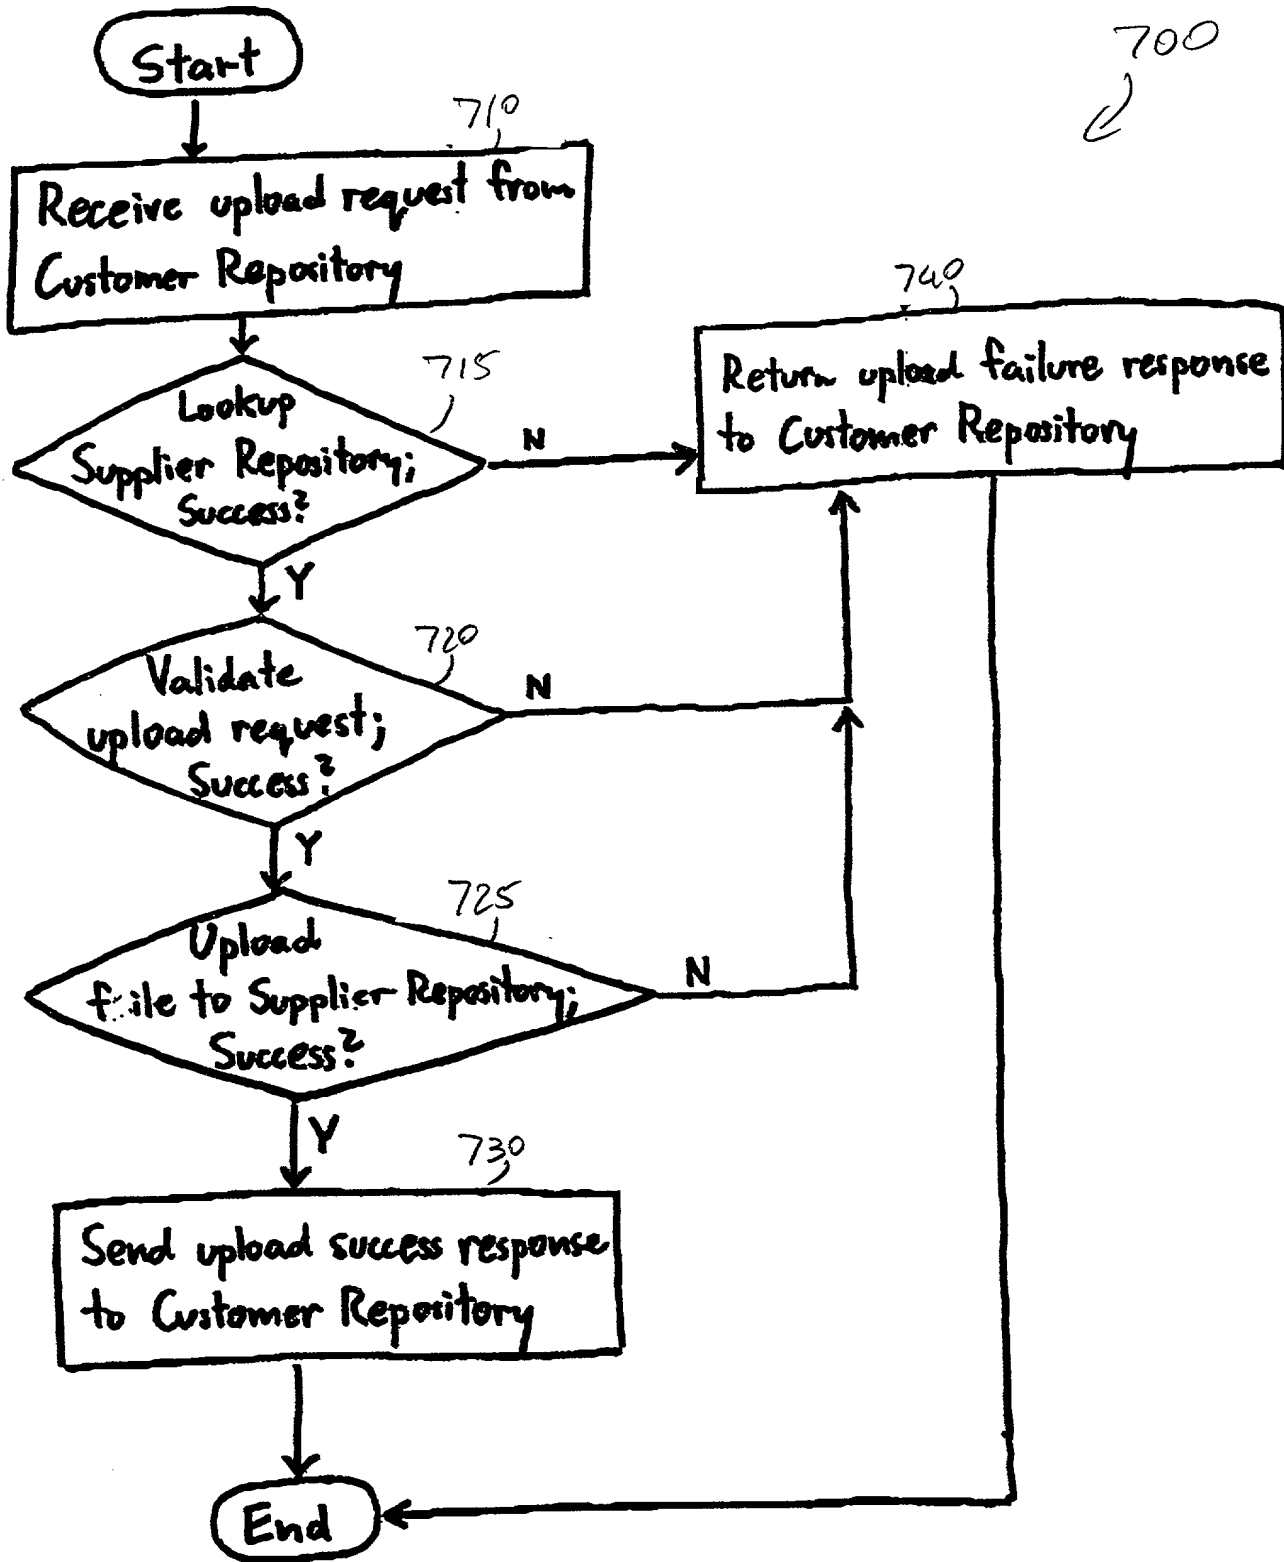 700
Start
710
Receive upload request from
Customer Repository
740
Return upload failure response
to Customer Repository
715
Lookup
Supplier Repository;
Success?
N
Y
720
Validate
upload request;
Success?
N
Y
725
Upload
file to Supplier Repository;
Success?
N
Y
730
Send upload success response
to Customer Repository
End